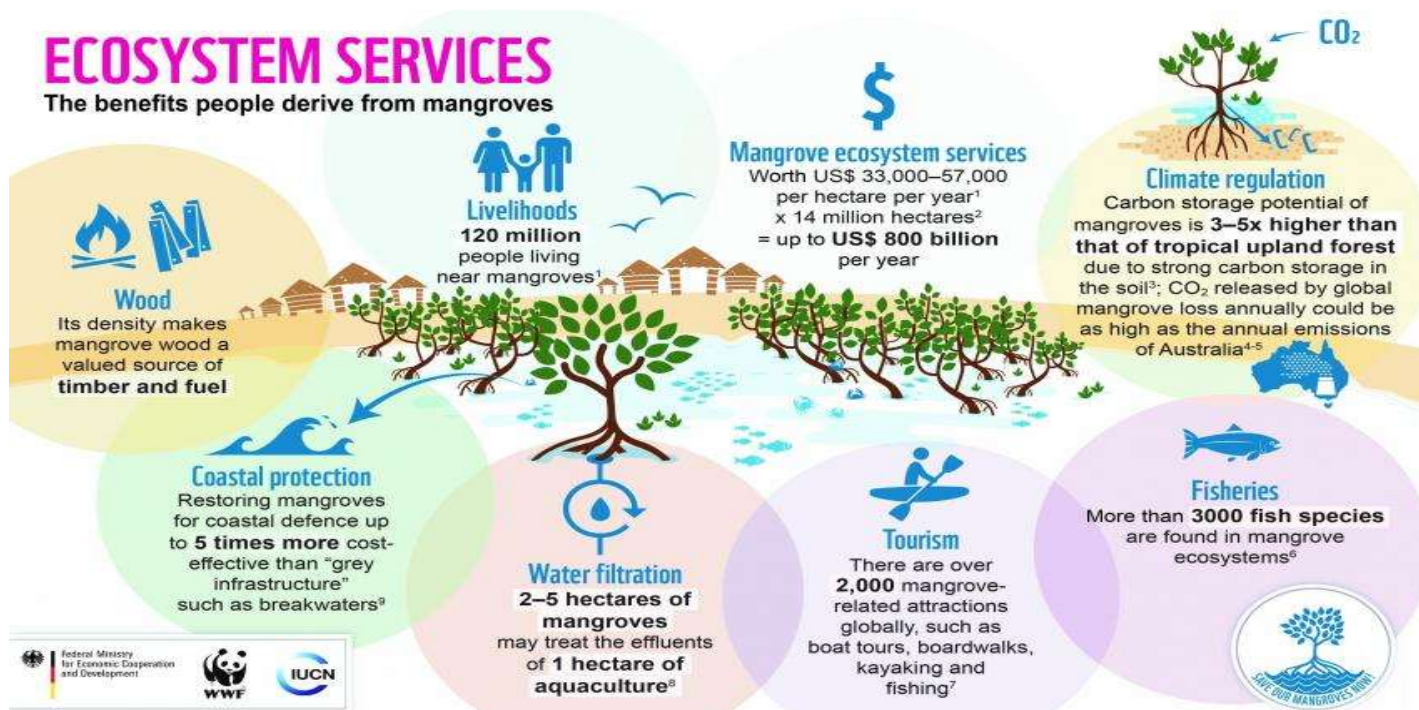 ECOSYSTEM SERVICES
The benefits people derive from mangroves
Livelihoods
120 million
people living
near mangroves¹
$
Mangrove ecosystem services
Worth US$ 33,000–57,000
per hectare per year¹
x 14 million hectares²
= up to US$ 800 billion
per year
CO₂
C C C
Climate regulation
Carbon storage potential of
mangroves is 3–5x higher than
that of tropical upland forest
due to strong carbon storage in
the soil³; CO₂ released by global
mangrove loss annually could be
as high as the annual emissions
of Australia⁴⁻⁵
Wood
Its density makes
mangrove wood a
valued source of
timber and fuel
Coastal protection
Restoring mangroves
for coastal defence up
to 5 times more cost-
effective than “grey
infrastructure”
such as breakwaters⁹
Water filtration
2–5 hectares of
mangroves
may treat the effluents
of 1 hectare of
aquaculture⁸
Tourism
There are over
2,000 mangrove-
related attractions
globally, such as
boat tours, boardwalks,
kayaking and
fishing⁷
Fisheries
More than 3000 fish species
are found in mangrove
ecosystems⁶
Federal Ministry
for Economic Cooperation
and Development
WWF
IUCN
SAVE OUR MANGROVES NOW!